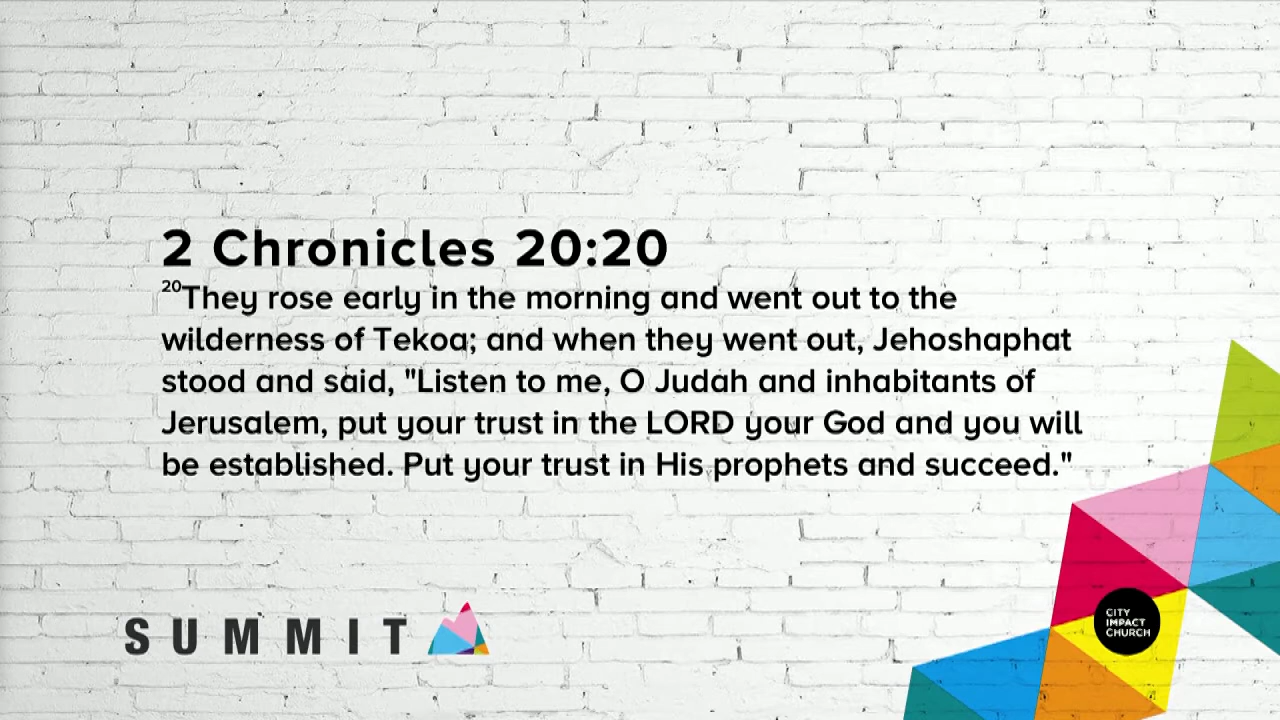 2 Chronicles 20:20
20They rose early in the morning and went out to the
wilderness of Tekoa; and when they went out, Jehoshaphat
stood and said, "Listen to me, O Judah and inhabitants of
Jerusalem, put your trust in the LORD your God and you will
be established. Put your trust in His prophets and succeed."
SUMMIT
CITY
IMPACT
CHURCH